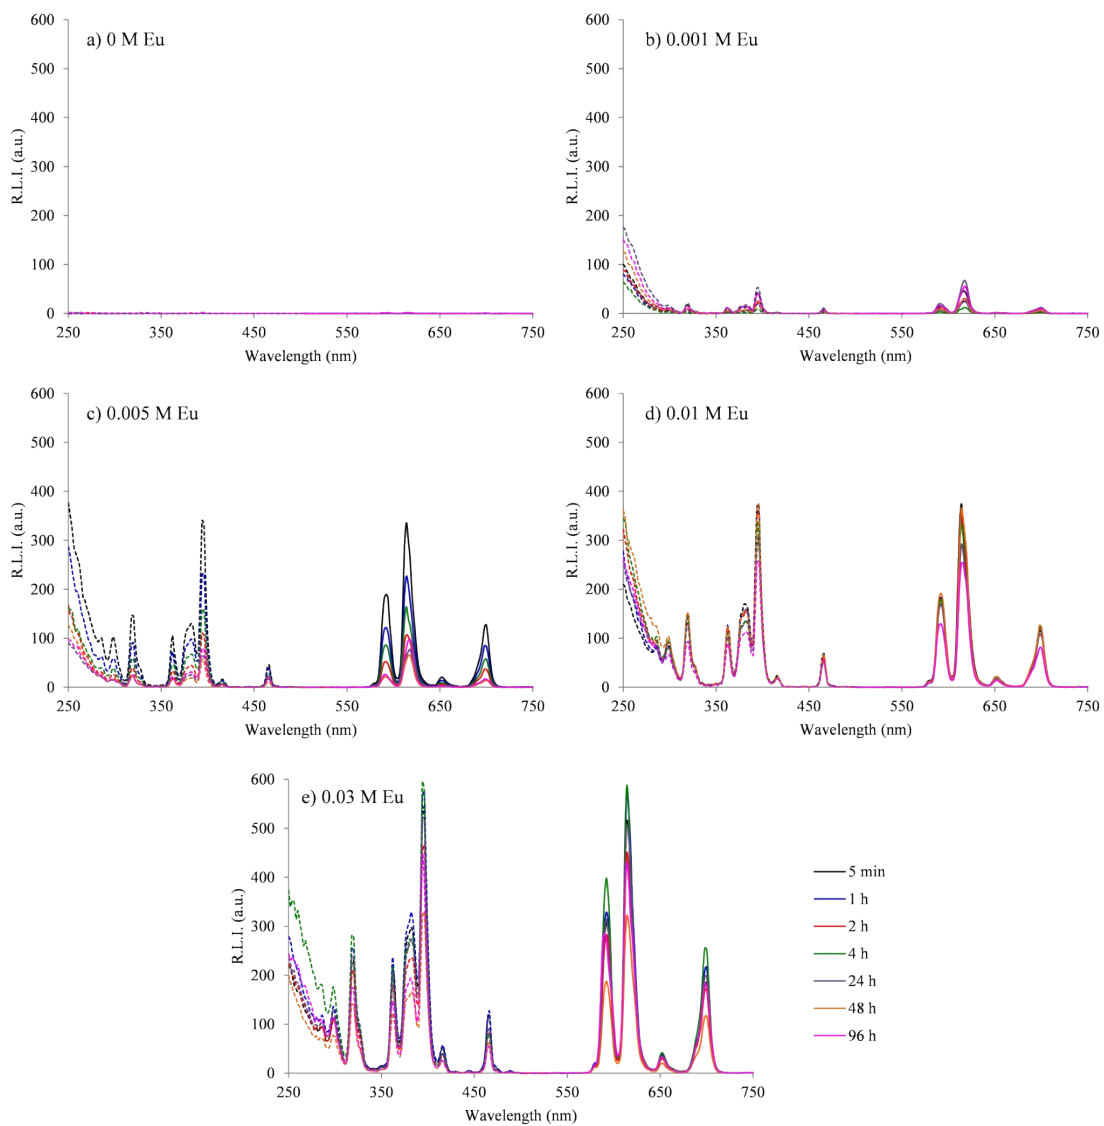 a) 0 M Eu
600
500
400
300
200
100
0
R.L.I. (a.u.)
250 350 450 550 650 750
Wavelength (nm)
b) 0.001 M Eu
600
500
400
300
200
100
0
R.L.I. (a.u.)
250 350 450 550 650 750
Wavelength (nm)
c) 0.005 M Eu
600
500
400
300
200
100
0
R.L.I. (a.u.)
250 350 450 550 650 750
Wavelength (nm)
d) 0.01 M Eu
600
500
400
300
200
100
0
R.L.I. (a.u.)
250 350 450 550 650 750
Wavelength (nm)
e) 0.03 M Eu
600
500
400
300
200
100
0
R.L.I. (a.u.)
250 350 450 550 650 750
Wavelength (nm)
5 min
1 h
2 h
4 h
24 h
48 h
96 h